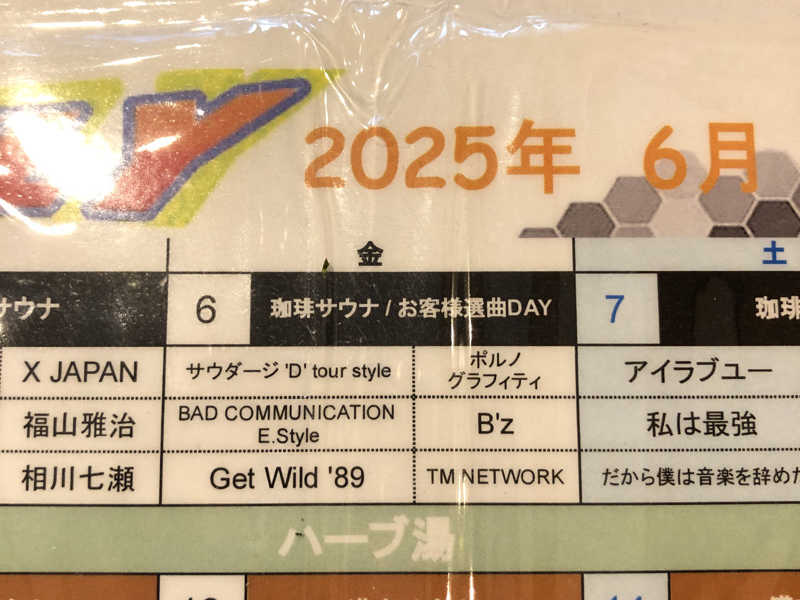 2025年 6月
金
土
サウナ
6
珈琲サウナ / お客様選曲DAY
7
珈琲
X JAPAN
サウダージ 'D' tour style
ポルノ
グラフィティ
アイラブユー
福山雅治
BAD COMMUNICATION
E.Style
B'z
私は最強
相川七瀬
Get Wild '89
TM NETWORK
だから僕は音楽を辞めた
ハーブ湯